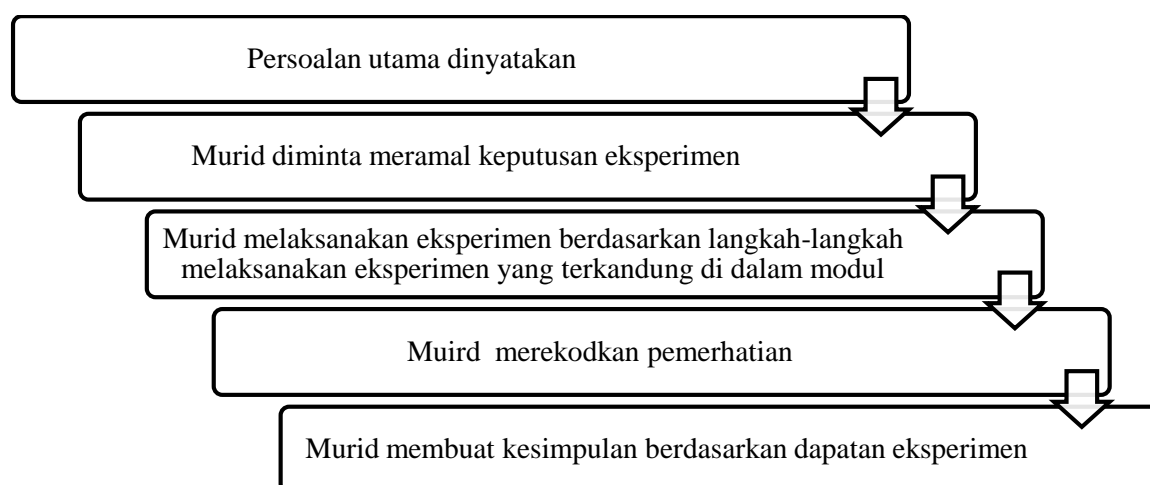 Persoalan utama dinyatakan
Murid diminta meramal keputusan eksperimen
Murid melaksanakan eksperimen berdasarkan langkah-langkah
melaksanakan eksperimen yang terkandung di dalam modul
Muird merekodkan pemerhatian
Murid membuat kesimpulan berdasarkan dapatan eksperimen